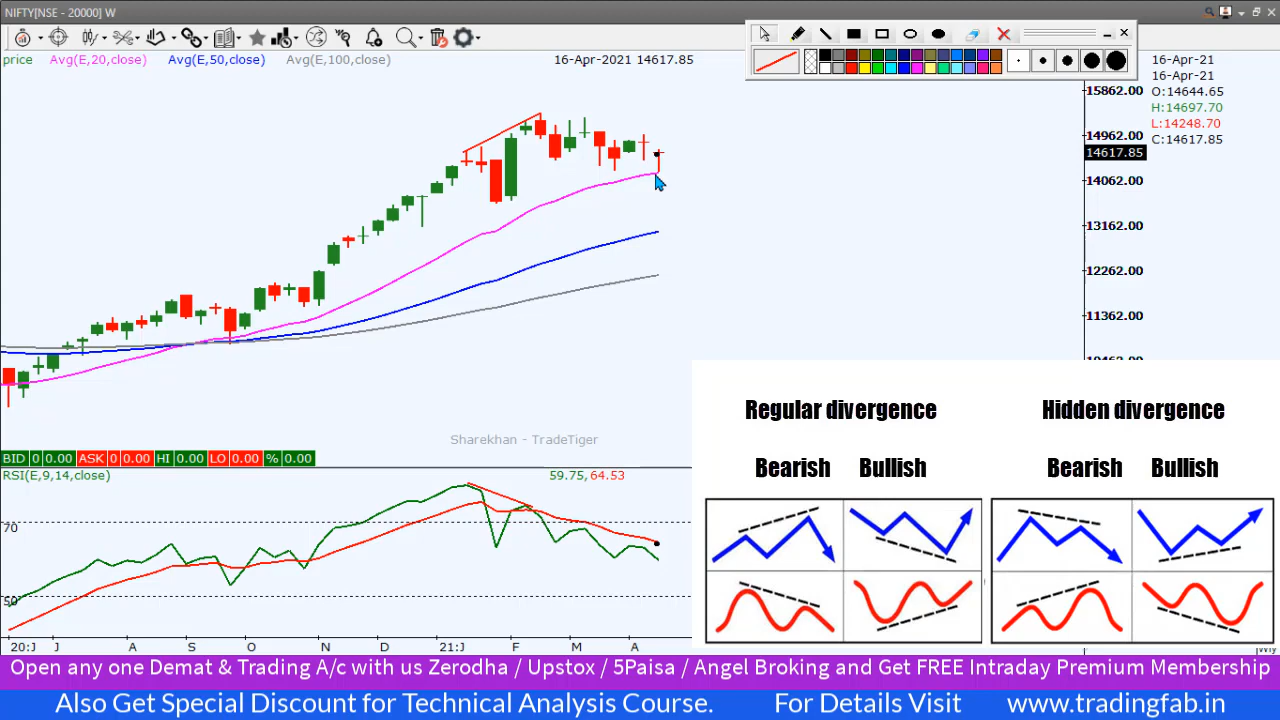 NIFTY[NSE - 20000] W
price Avg(E,20,close) Avg(E,50,close) Avg(E,100,close) 16-Apr-2021 14617.85
16-Apr-21
16-Apr-21
O:14644.65
H:14697.70
L:14248.70
C:14617.85
15862.00
14962.00
14617.85
14062.00
13162.00
12262.00
11362.00
Sharekhan - TradeTiger
BID 0 0.00 ASK 0 0.00 HI 0.00 LO 0.00 % 0.00
RSI(E,9,14,close) 59.75, 64.53
70
50
20:J J A S O N D 21:J F M A
Regular divergence Hidden divergence
Bearish Bullish Bearish Bullish
Open any one Demat & Trading A/c with us Zerodha / Upstox / 5Paisa / Angel Broking and Get FREE Intraday Premium Membership
Also Get Special Discount for Technical Analysis Course. For Details Visit www.tradingfab.in